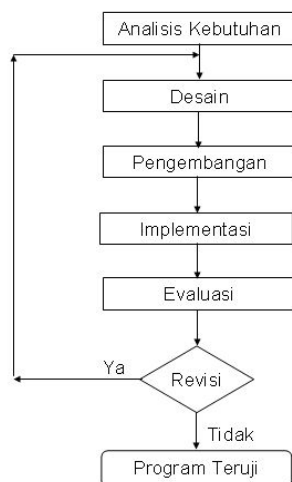 Analisis Kebutuhan
Desain
Pengembangan
Implementasi
Evaluasi
Ya
Revisi
Tidak
Program Teruji